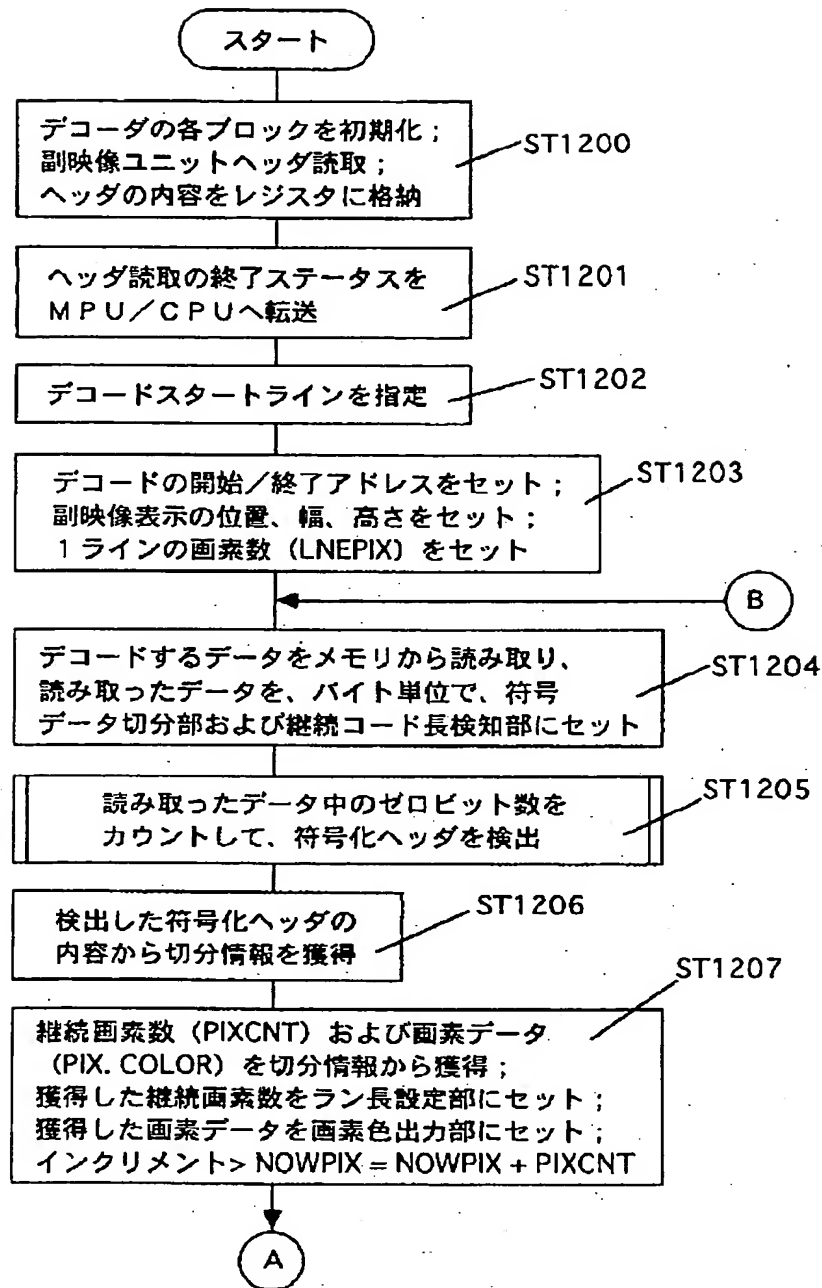 スタート
デコーダの各ブロックを初期化；
副映像ユニットヘッダ読取；
ヘッダの内容をレジスタに格納
ST1200
ヘッダ読取の終了ステータスを
ＭＰＵ／ＣＰＵへ転送
ST1201
デコードスタートラインを指定
ST1202
デコードの開始／終了アドレスをセット；
副映像表示の位置、幅、高さをセット；
１ラインの画素数（LNEPIX）をセット
ST1203
B
デコードするデータをメモリから読み取り、
読み取ったデータを、バイト単位で、符号
データ切分部および継続コード長検知部にセット
ST1204
読み取ったデータ中のゼロビット数を
カウントして、符号化ヘッダを検出
ST1205
検出した符号化ヘッダの
内容から切分情報を獲得
ST1206
継続画素数（PIXCNT）および画素データ
（PIX. COLOR）を切分情報から獲得；
獲得した継続画素数をラン長設定部にセット；
獲得した画素データを画素色出力部にセット；
インクリメント> NOWPIX = NOWPIX + PIXCNT
ST1207
A